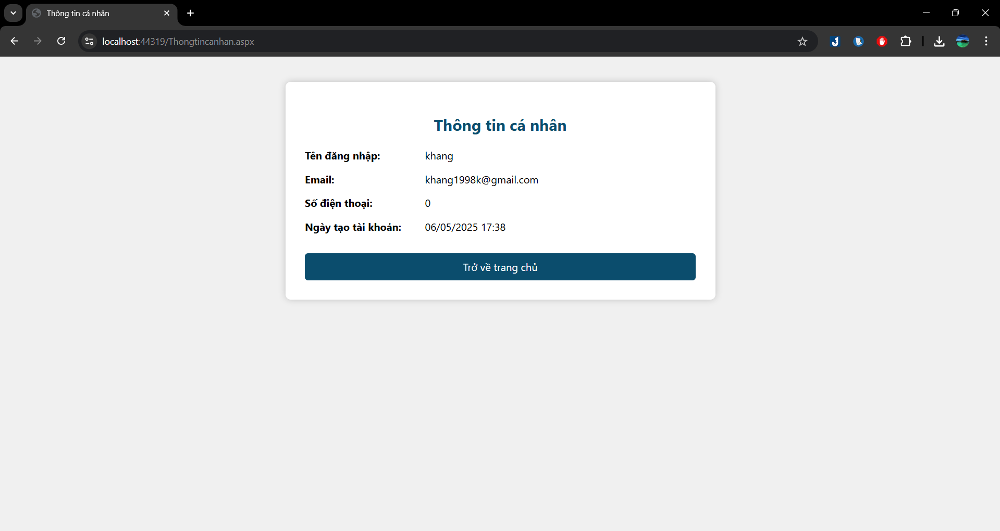 Thông tin cá nhân
localhost:44319/Thongtincanhan.aspx
Thông tin cá nhân
Tên đăng nhập: khang
Email: khang1998k@gmail.com
Số điện thoại: 0
Ngày tạo tài khoản: 06/05/2025 17:38
Trở về trang chủ